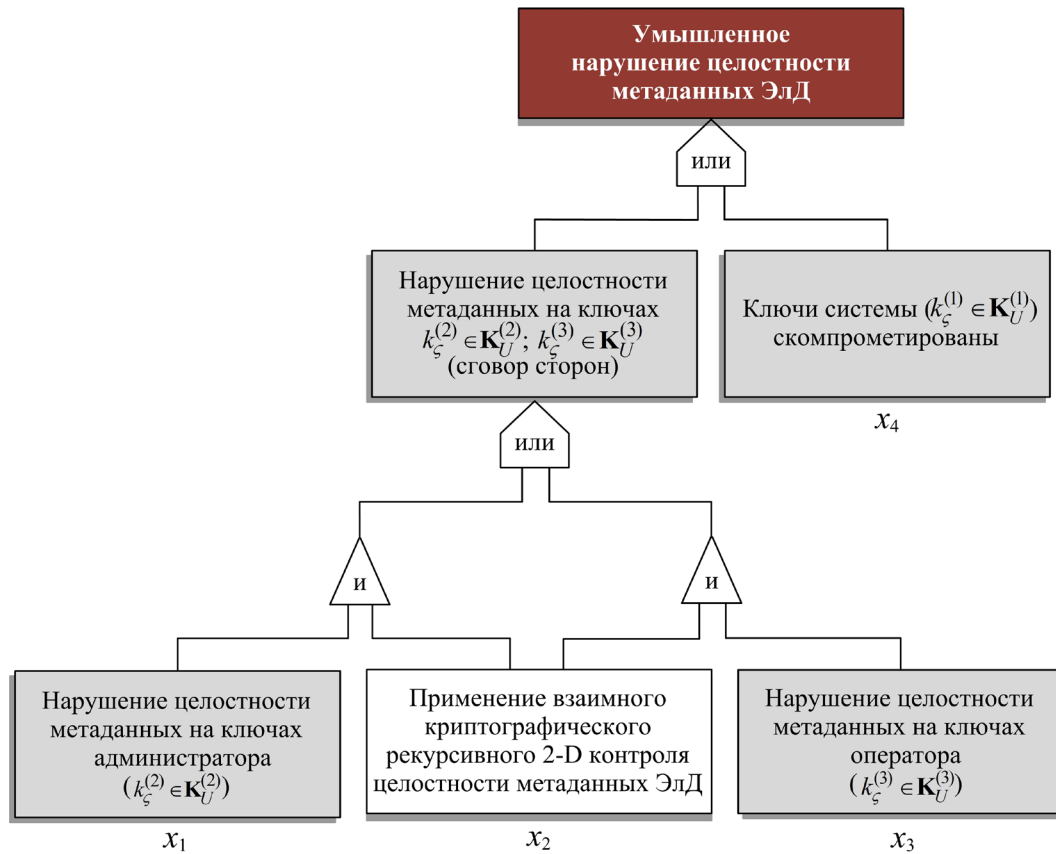 Умышленное
нарушение целостности
метаданных ЭлД
или
Нарушение целостности
метаданных на ключах
k_ς^(2) ∈ K_U^(2); k_ς^(3) ∈ K_U^(3)
(сговор сторон)
Ключи системы (k_ς^(1) ∈ K_U^(1))
скомпрометированы
x₄
или
и
и
Нарушение целостности
метаданных на ключах
администратора
(k_ς^(2) ∈ K_U^(2))
Применение взаимного
криптографического
рекурсивного 2-D контроля
целостности метаданных ЭлД
Нарушение целостности
метаданных на ключах
оператора
(k_ς^(3) ∈ K_U^(3))
x₁
x₂
x₃